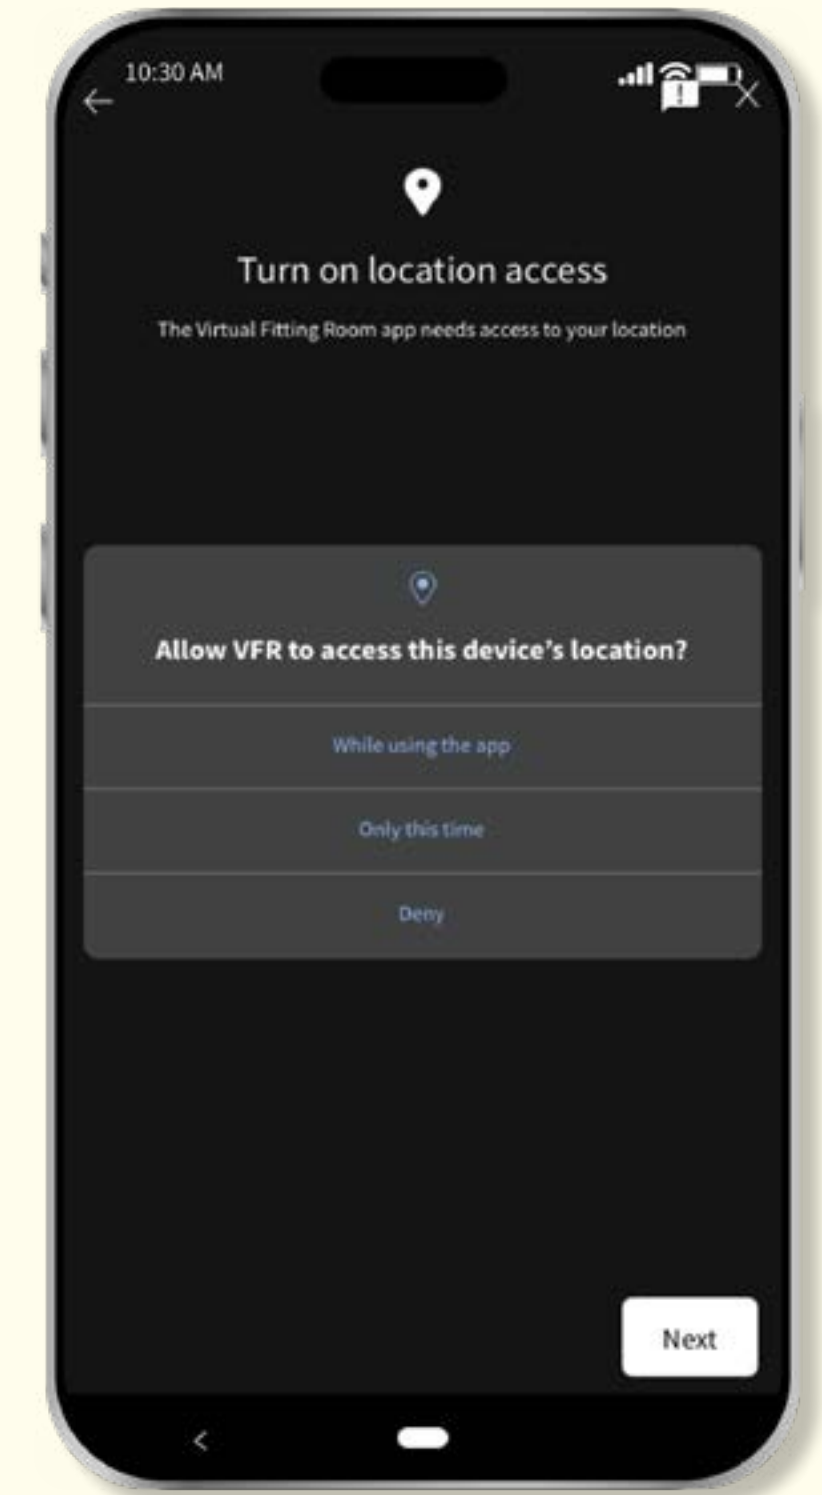 10:30 AM
Turn on location access
The Virtual Fitting Room app needs access to your location
Allow VFR to access this device's location?
While using the app
Only this time
Deny
Next